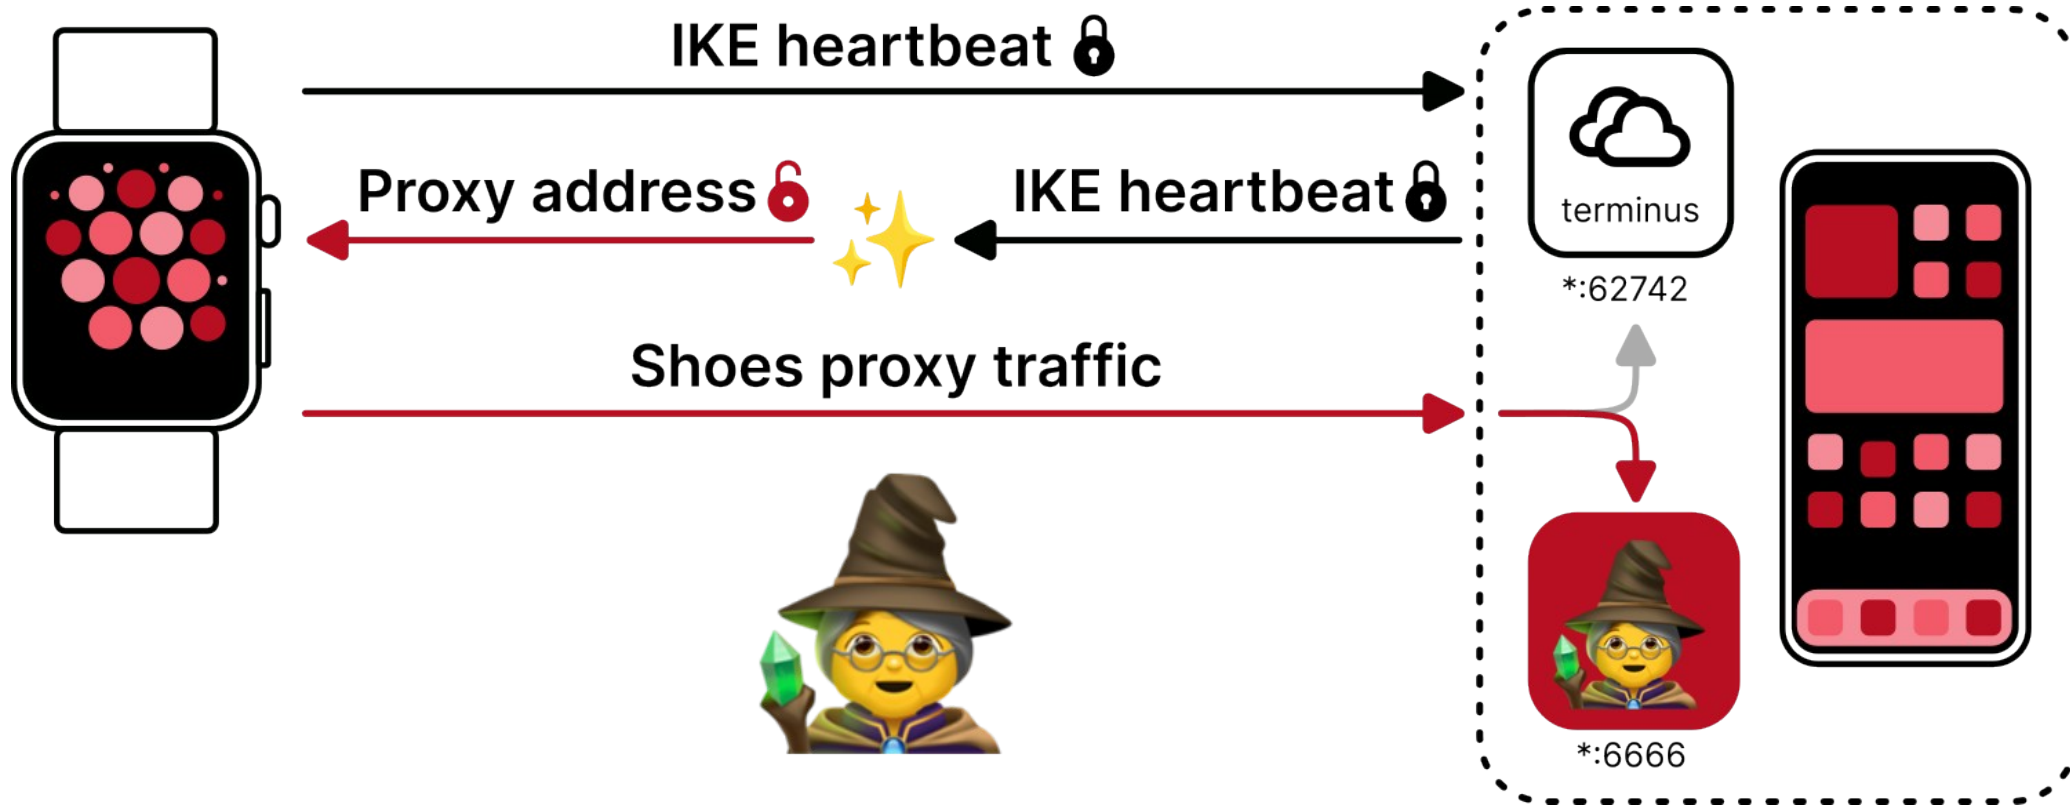 IKE heartbeat
Proxy address
IKE heartbeat
terminus
*:62742
Shoes proxy traffic
*:6666